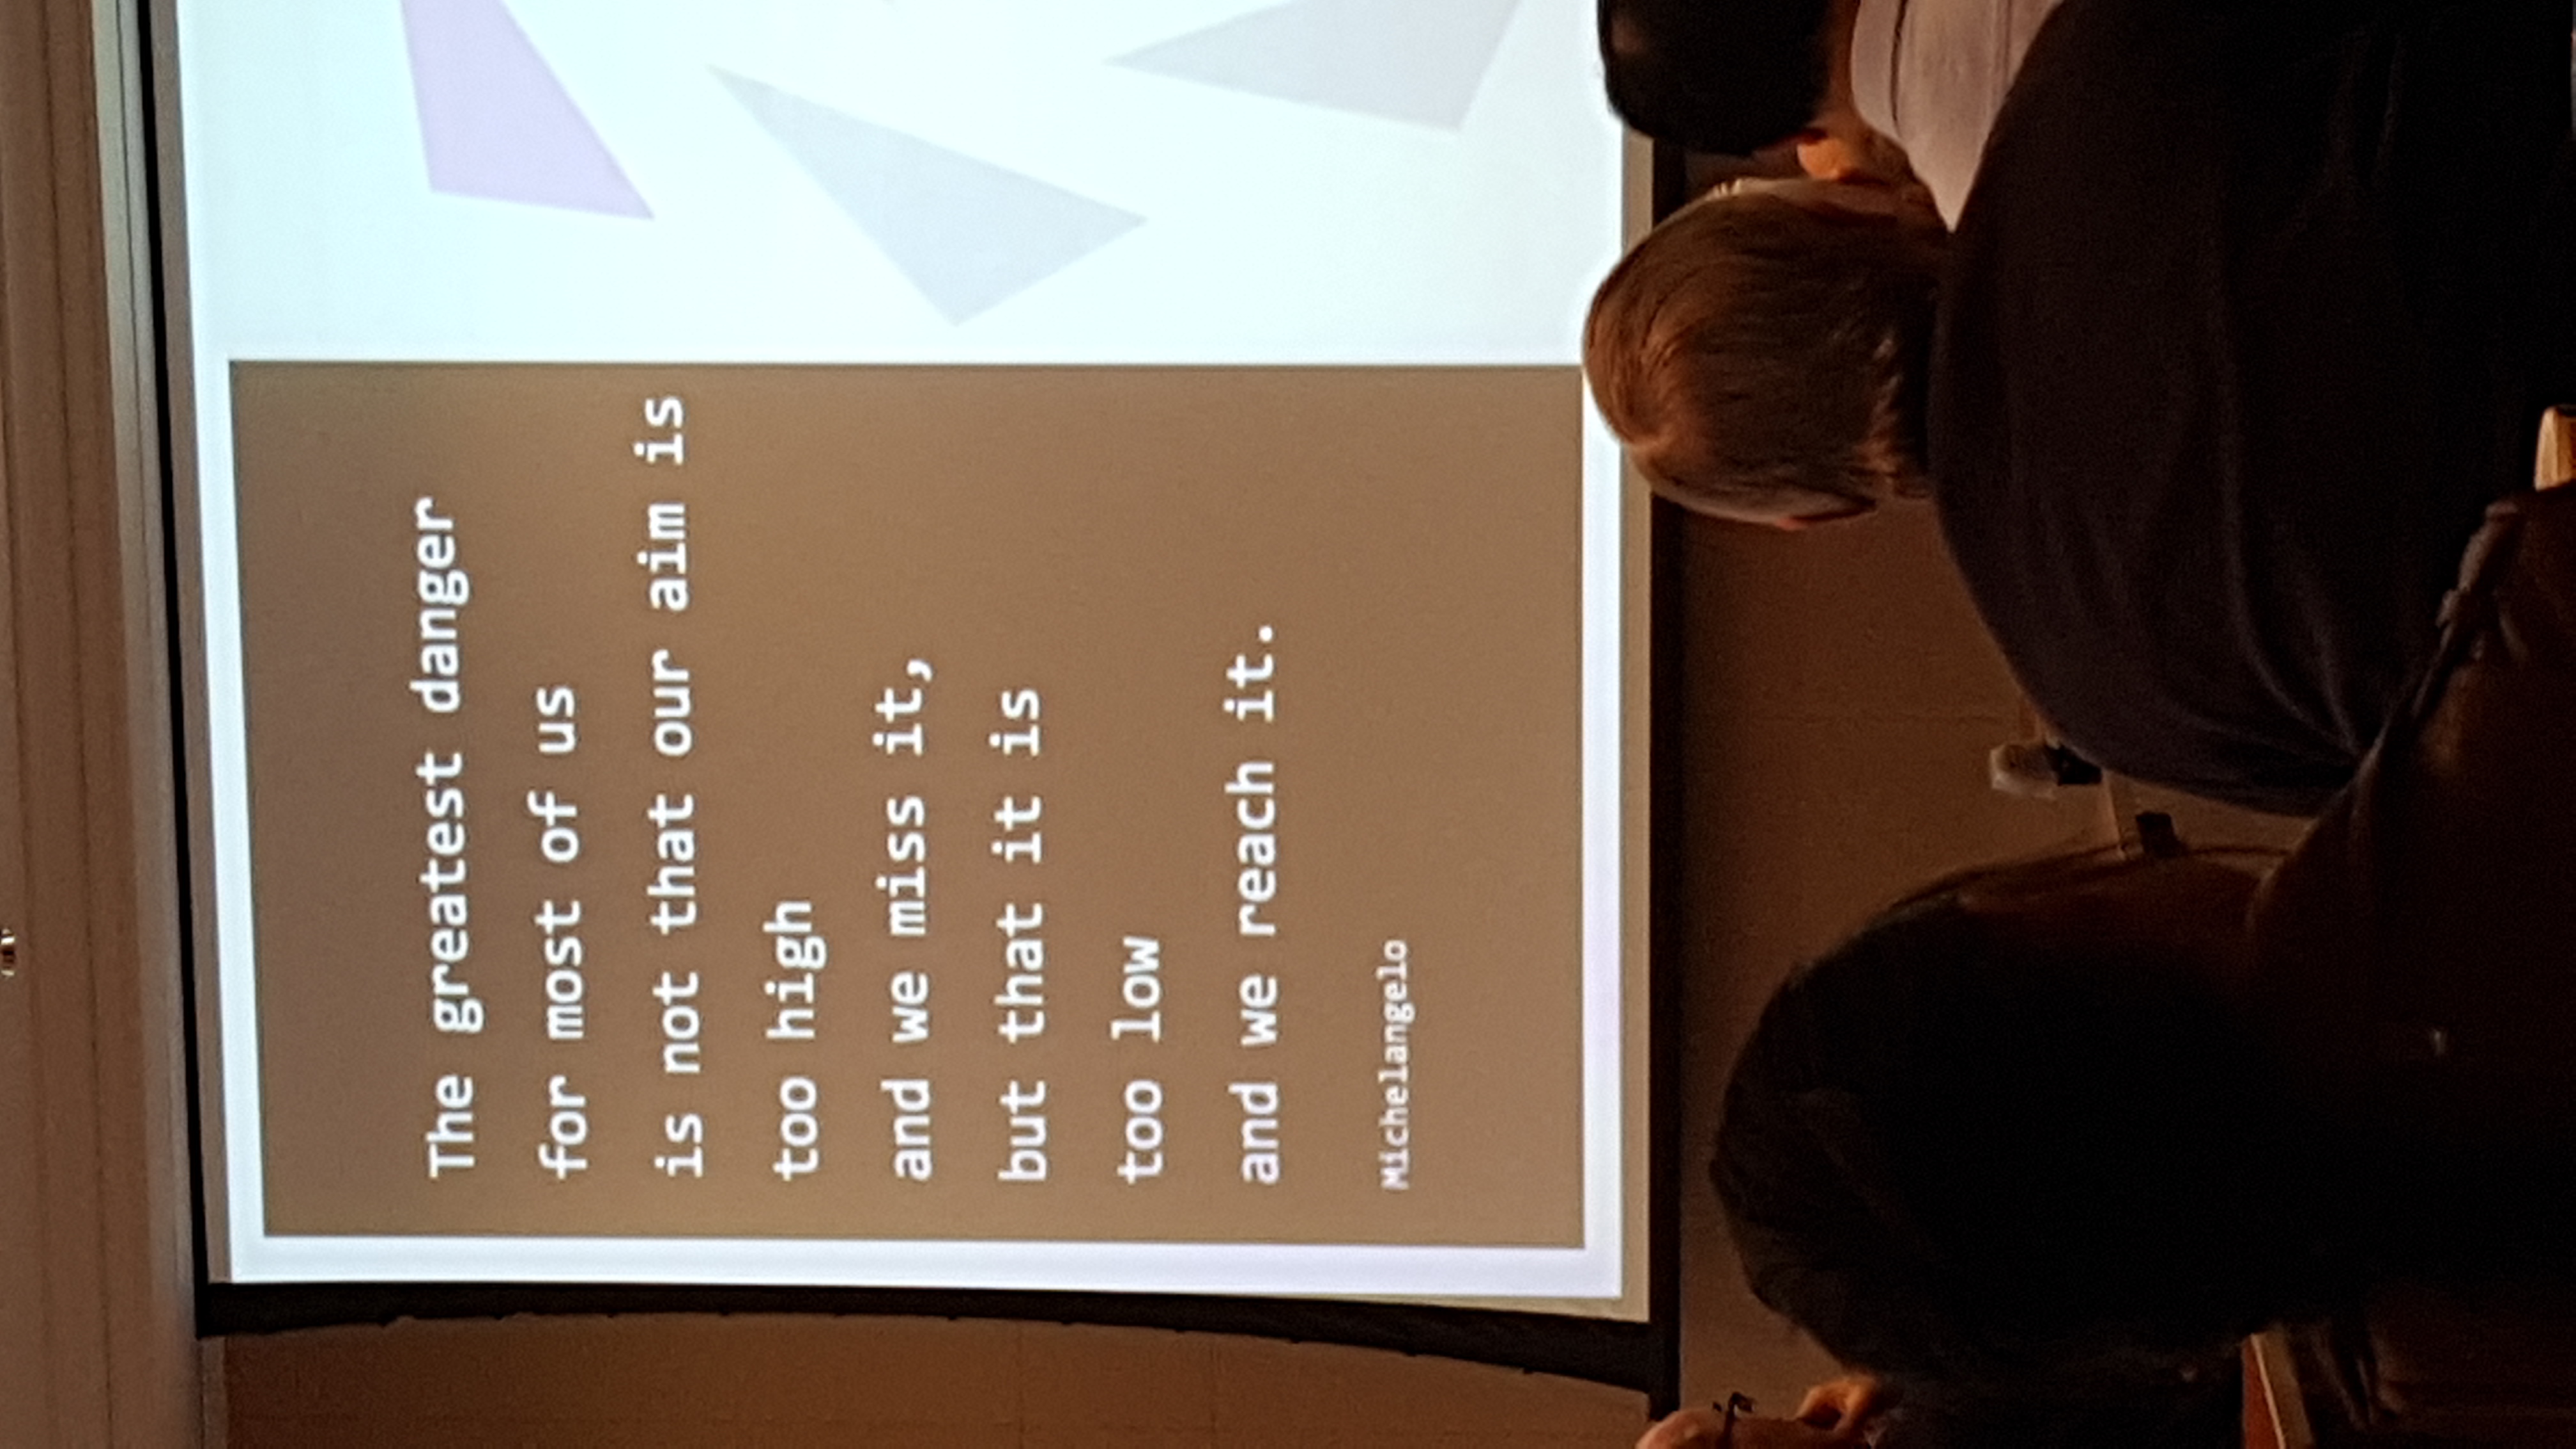 The greatest danger
for most of us
is not that our aim is
too high
and we miss it,
but that it is
too low
and we reach it.
Michelangelo